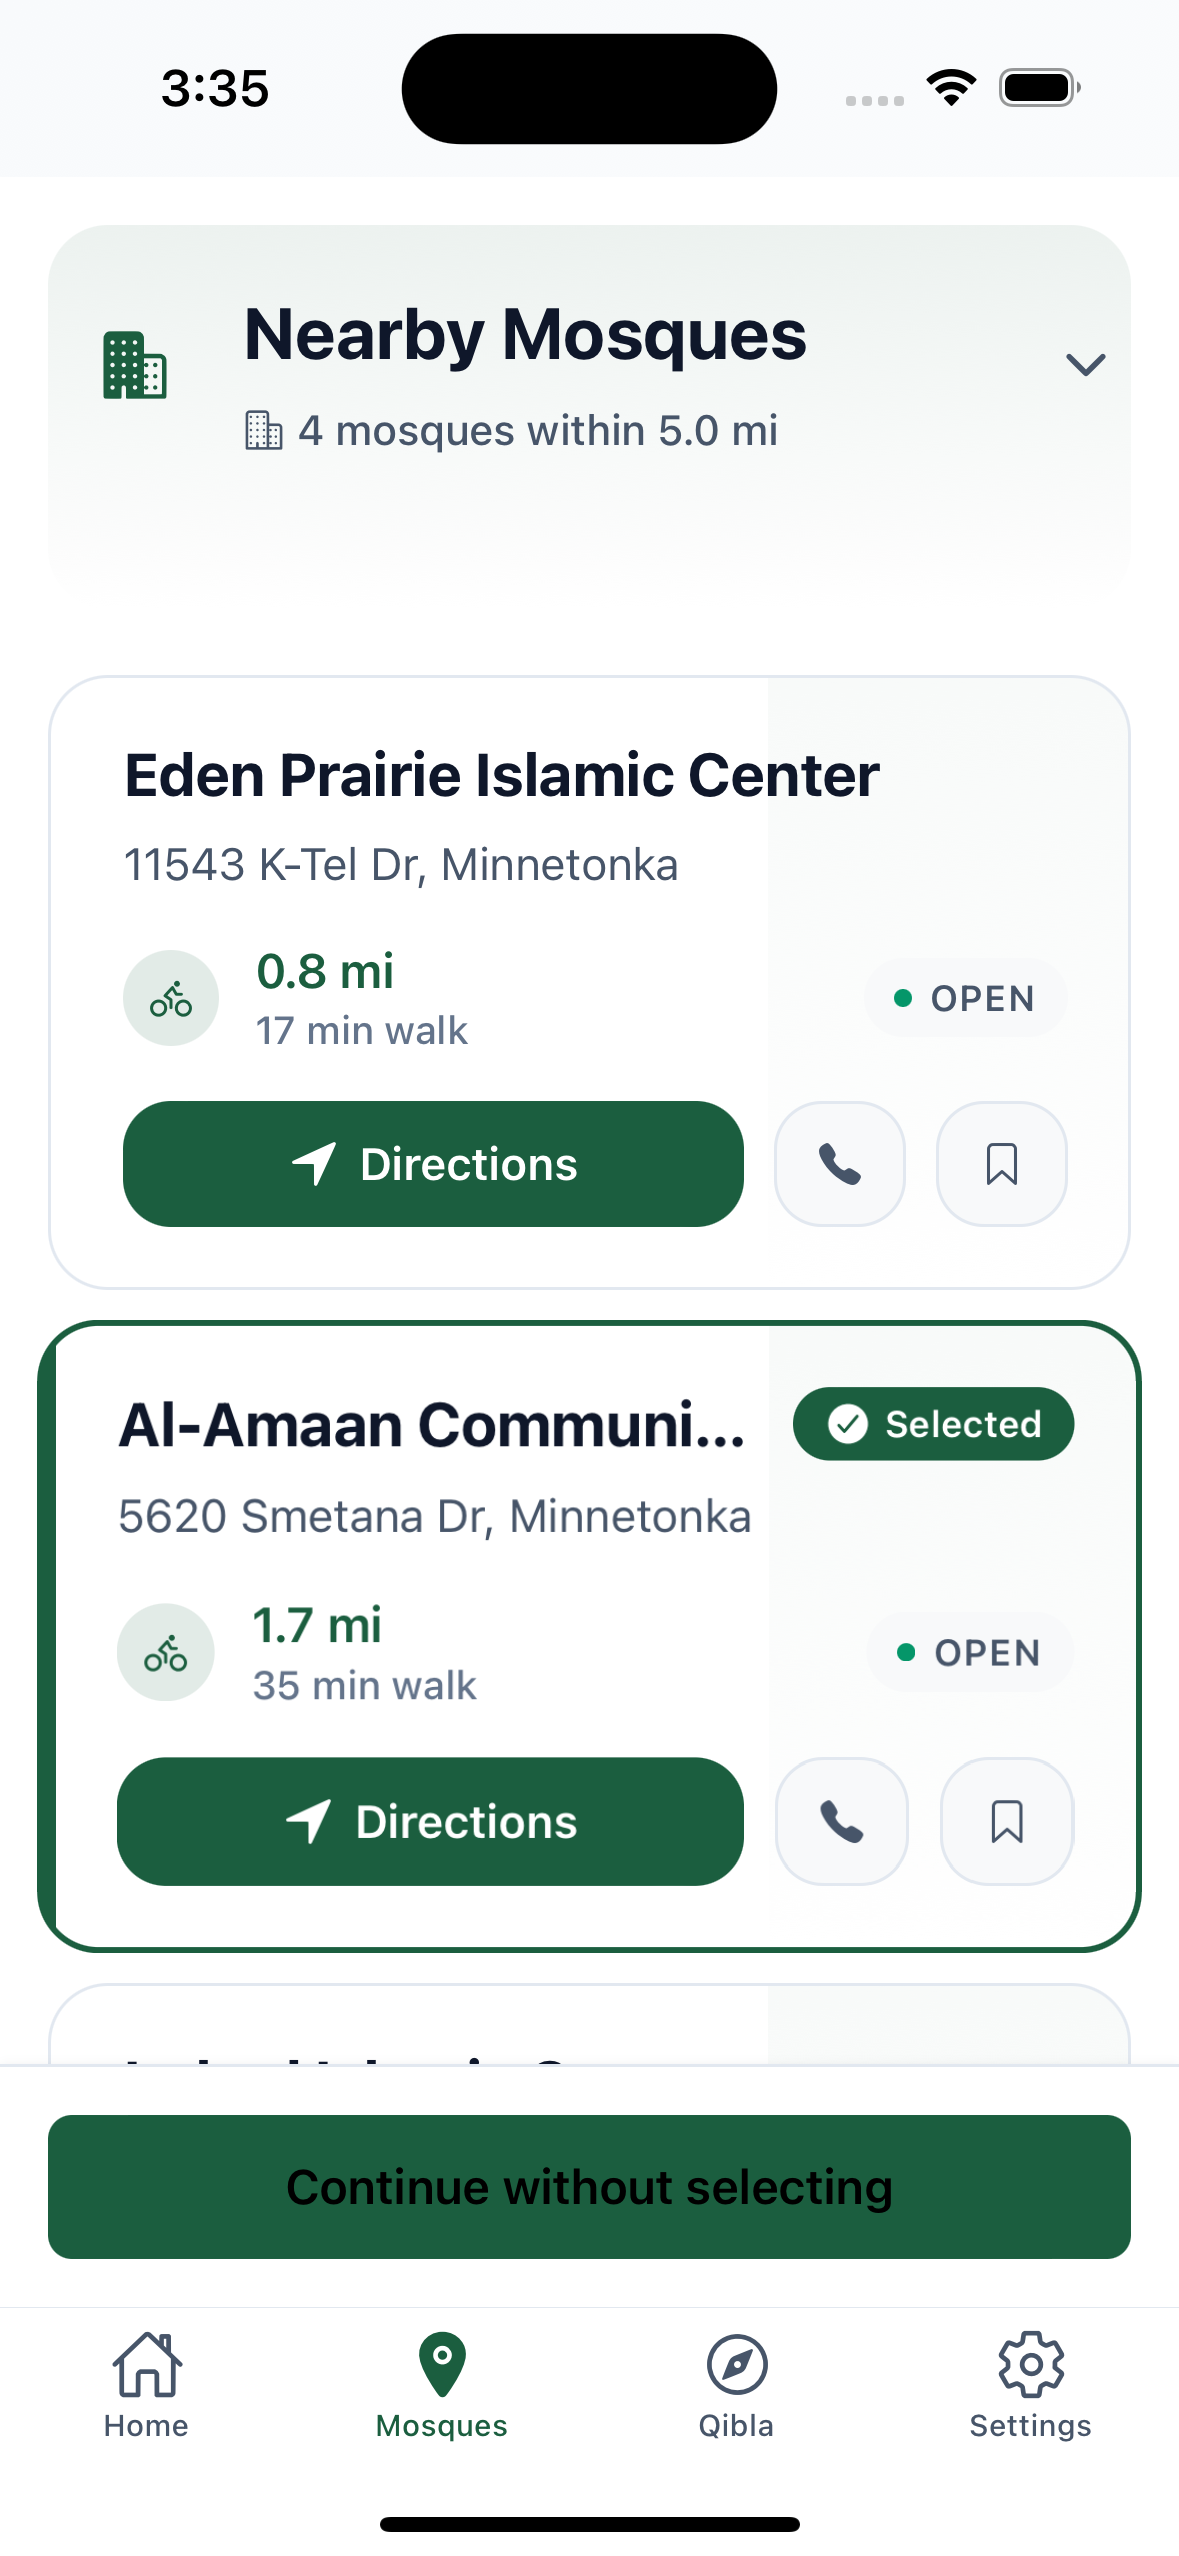 3:35
Nearby Mosques
4 mosques within 5.0 mi
Eden Prairie Islamic Center
11543 K-Tel Dr, Minnetonka
0.8 mi
17 min walk
OPEN
Directions
Al-Amaan Communi...
Selected
5620 Smetana Dr, Minnetonka
1.7 mi
35 min walk
OPEN
Directions
Continue without selecting
Home
Mosques
Qibla
Settings